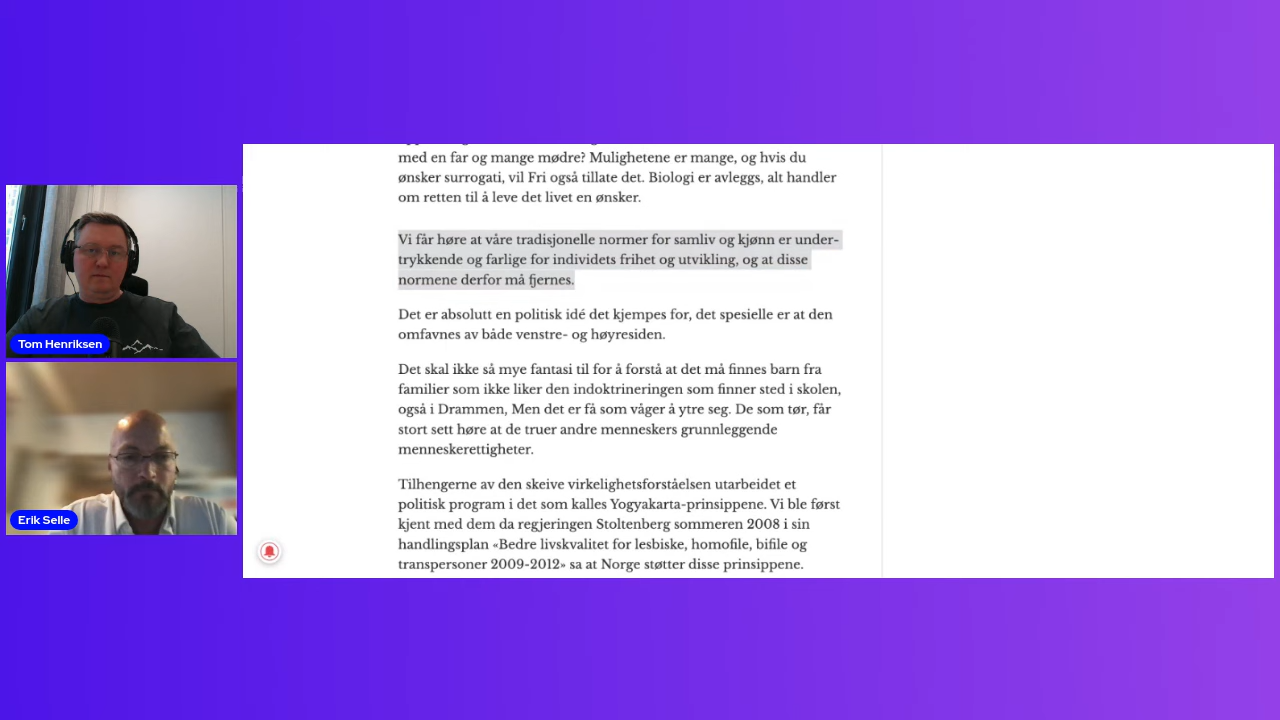 med en far og mange mødre? Mulighetene er mange, og hvis du
ønsker surrogati, vil Fri også tillate det. Biologi er avleggs, alt handler
om retten til å leve det livet en ønsker.
Vi får høre at våre tradisjonelle normer for samliv og kjønn er under-
trykkende og farlige for individets frihet og utvikling, og at disse
normene derfor må fjernes.
Det er absolutt en politisk idé det kjempes for, det spesielle er at den
omfavnes av både venstre- og høyresiden.
Det skal ikke så mye fantasi til for å forstå at det må finnes barn fra
familier som ikke liker den indoktrineringen som finner sted i skolen,
også i Drammen, Men det er få som våger å ytre seg. De som tør, får
stort sett høre at de truer andre menneskers grunnleggende
menneskerettigheter.
Tilhengerne av den skeive virkelighetsforståelsen utarbeidet et
politisk program i det som kalles Yogyakarta-prinsippene. Vi ble først
kjent med dem da regjeringen Stoltenberg sommeren 2008 i sin
handlingsplan «Bedre livskvalitet for lesbiske, homofile, bifile og
transpersoner 2009-2012» sa at Norge støtter disse prinsippene.
Tom Henriksen
Erik Selle